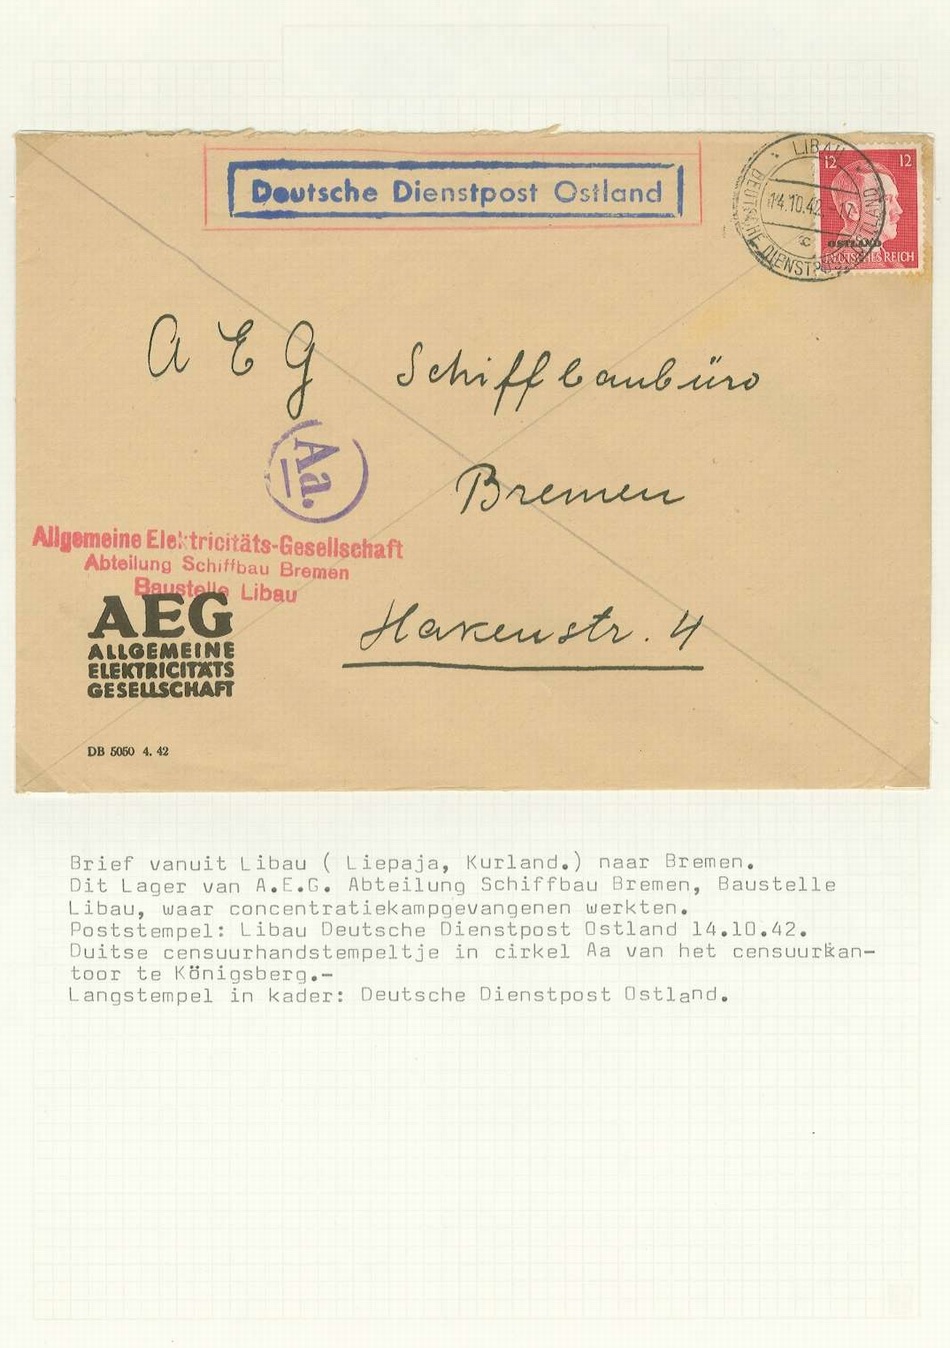 Deutsche Dienstpost Ostland
LIBAU
14.10.42 -17
c
DEUTSCHE DIENSTPOST OSTLAND
12 12
OSTLAND
DEUTSCHES REICH
A E G Schiffbaubüro
Bremen
Aa.
Allgemeine Elektricitäts-Gesellschaft
Abteilung Schiffbau Bremen
Baustelle Libau
Hakenstr. 4
AEG
ALLGEMEINE
ELEKTRICITÄTS
GESELLSCHAFT
DB 5050 4. 42
Brief vanuit Libau ( Liepaja, Kurland.) naar Bremen.
Dit Lager van A.E.G. Abteilung Schiffbau Bremen, Baustelle
Libau, waar concentratiekampgevangenen werkten.
Poststempel: Libau Deutsche Dienstpost Ostland 14.10.42.
Duitse censuurhandstempeltje in cirkel Aa van het censuurkan-
toor te Königsberg.-
Langstempel in kader: Deutsche Dienstpost Ostland.